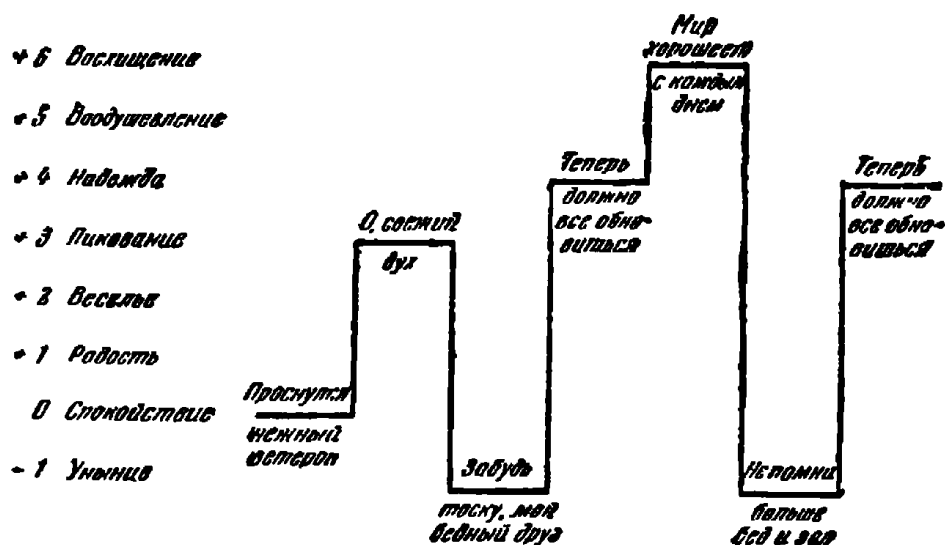 + 6 Восхищение
+ 5 Воодушевление
+ 4 Надежда
+ 3 Ликование
+ 2 Веселье
+ 1 Радость
0 Спокойствие
- 1 Уныние
Проснулся
нежный
ветерок
О, свежий
дух
Забудь
тоску, мой
бедный друг
Теперь
должно
все обно-
виться
Мир
хорошеет
с каждым
днем
Не помни
больше
бед и зол
Теперь
должно
все обно-
виться